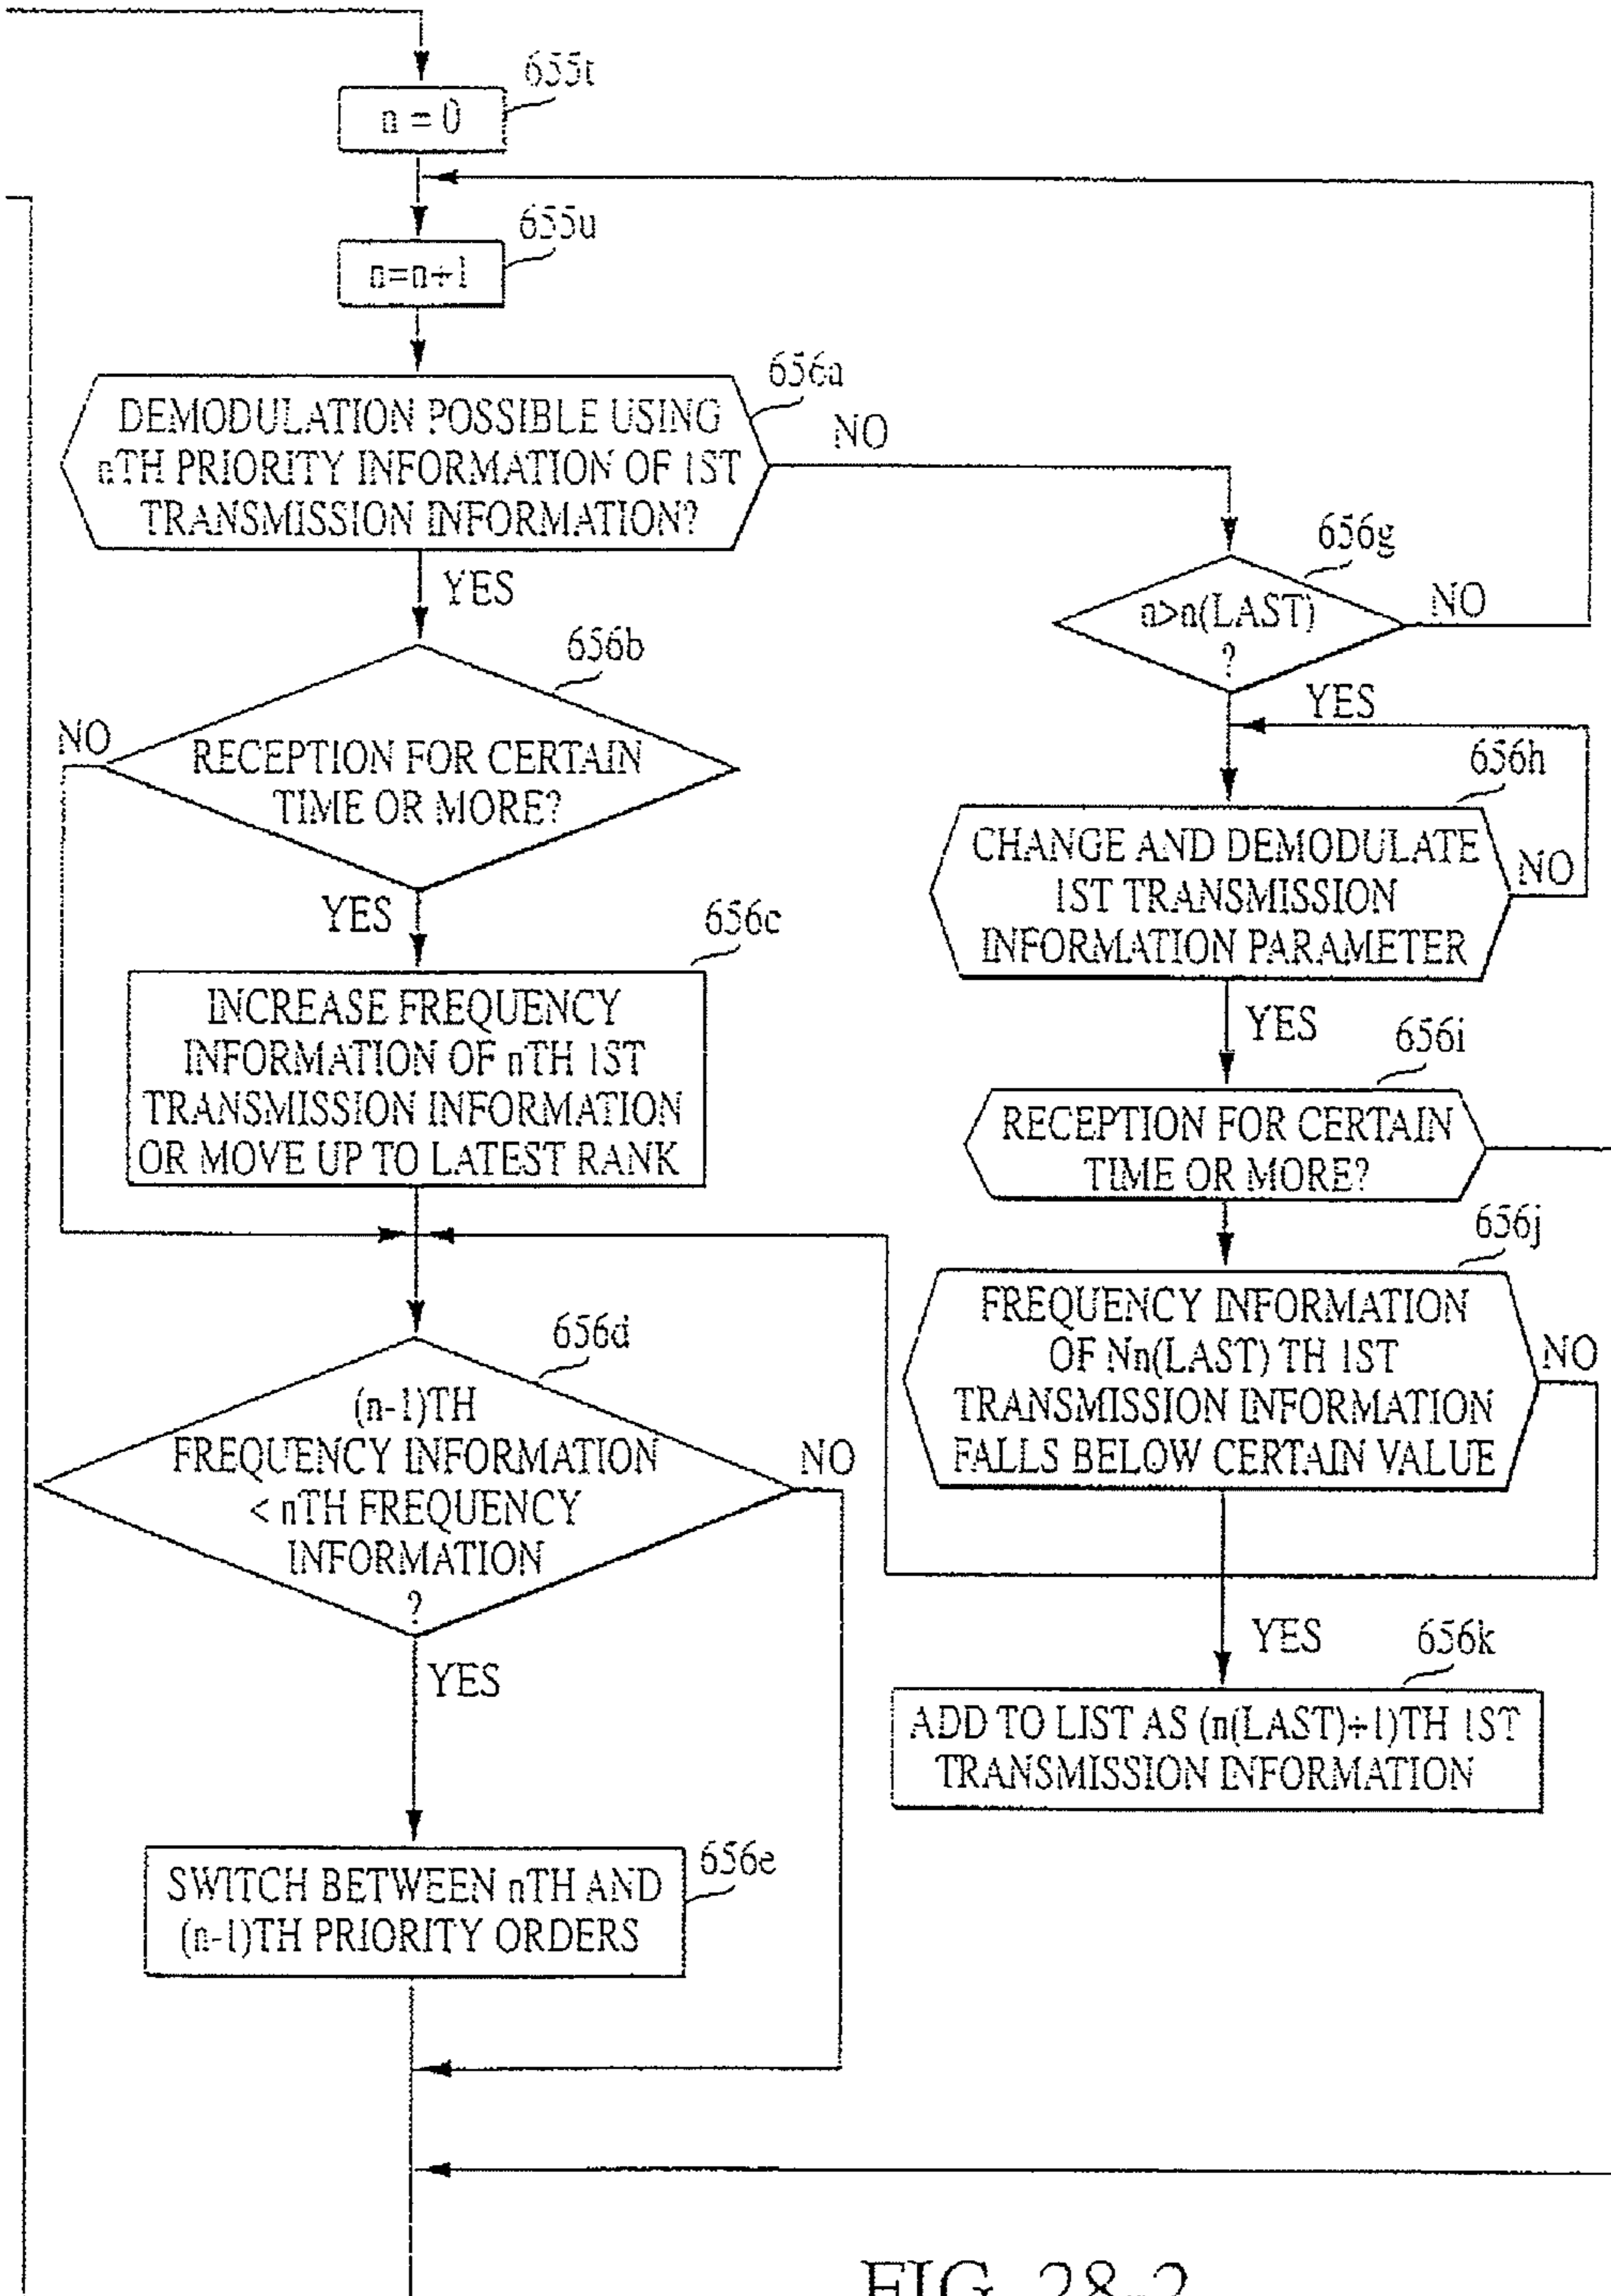 655t
n = 0
655u
n=n+1
656a
DEMODULATION POSSIBLE USING
nTH PRIORITY INFORMATION OF 1ST
TRANSMISSION INFORMATION?
NO
YES
656g
n>n(LAST)
?
NO
YES
656b
NO
RECEPTION FOR CERTAIN
TIME OR MORE?
YES
656h
CHANGE AND DEMODULATE
1ST TRANSMISSION
INFORMATION PARAMETER
NO
YES
656c
INCREASE FREQUENCY
INFORMATION OF nTH 1ST
TRANSMISSION INFORMATION
OR MOVE UP TO LATEST RANK
656i
RECEPTION FOR CERTAIN
TIME OR MORE?
656j
FREQUENCY INFORMATION
OF Nn(LAST) TH 1ST
TRANSMISSION INFORMATION
FALLS BELOW CERTAIN VALUE
NO
YES
656d
(n-1)TH
FREQUENCY INFORMATION
< nTH FREQUENCY
INFORMATION
?
NO
YES
656k
ADD TO LIST AS (n(LAST)+1)TH 1ST
TRANSMISSION INFORMATION
656e
SWITCH BETWEEN nTH AND
(n-1)TH PRIORITY ORDERS
FIG. 28-2